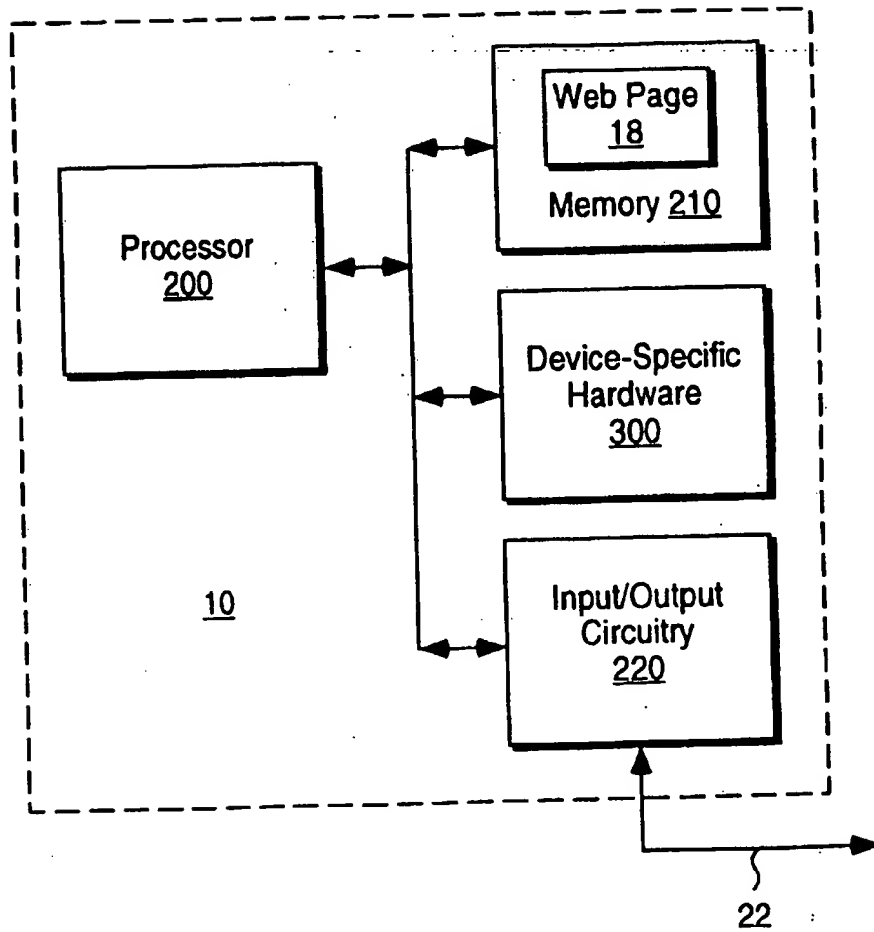 Web Page
18
Memory 210
Processor
200
Device-Specific
Hardware
300
10
Input/Output
Circuitry
220
22